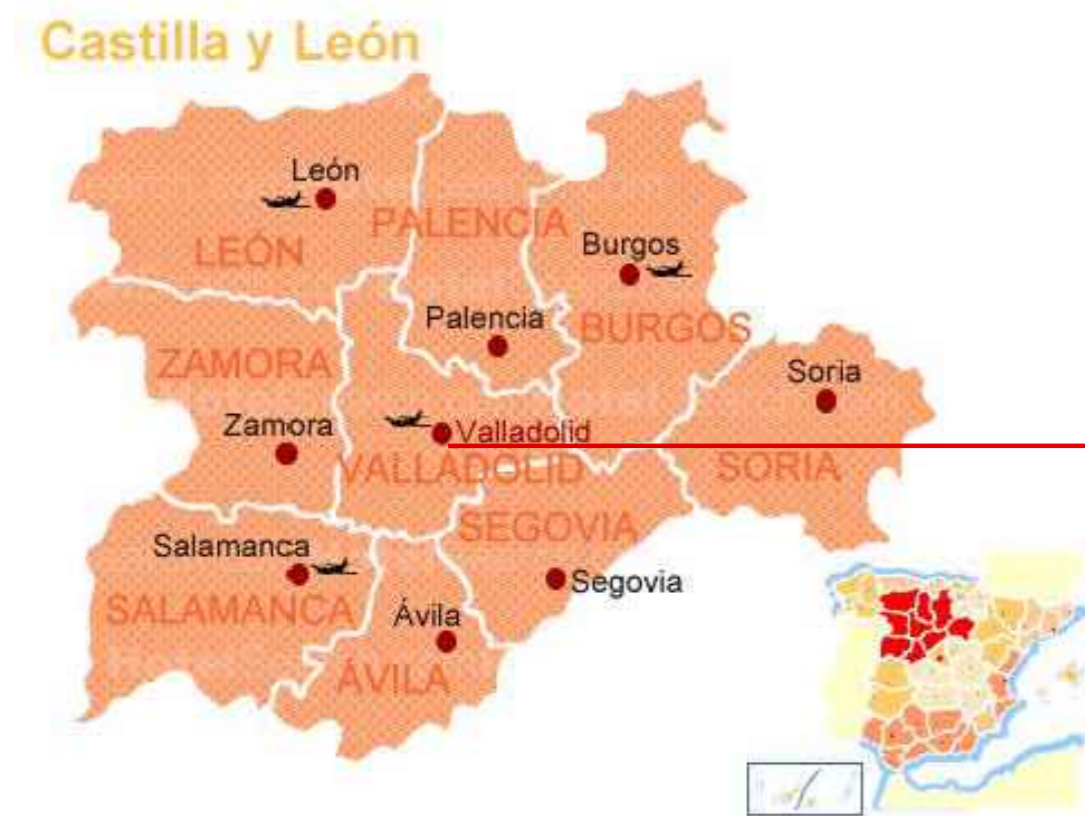 Castilla y León
León
PALENCIA
LEÓN
Burgos
Palencia
BURGOS
ZAMORA
Soria
Zamora
Valladolid
VALLADOLID
SORIA
SEGOVIA
Salamanca
Segovia
SALAMANCA
Ávila
ÁVILA